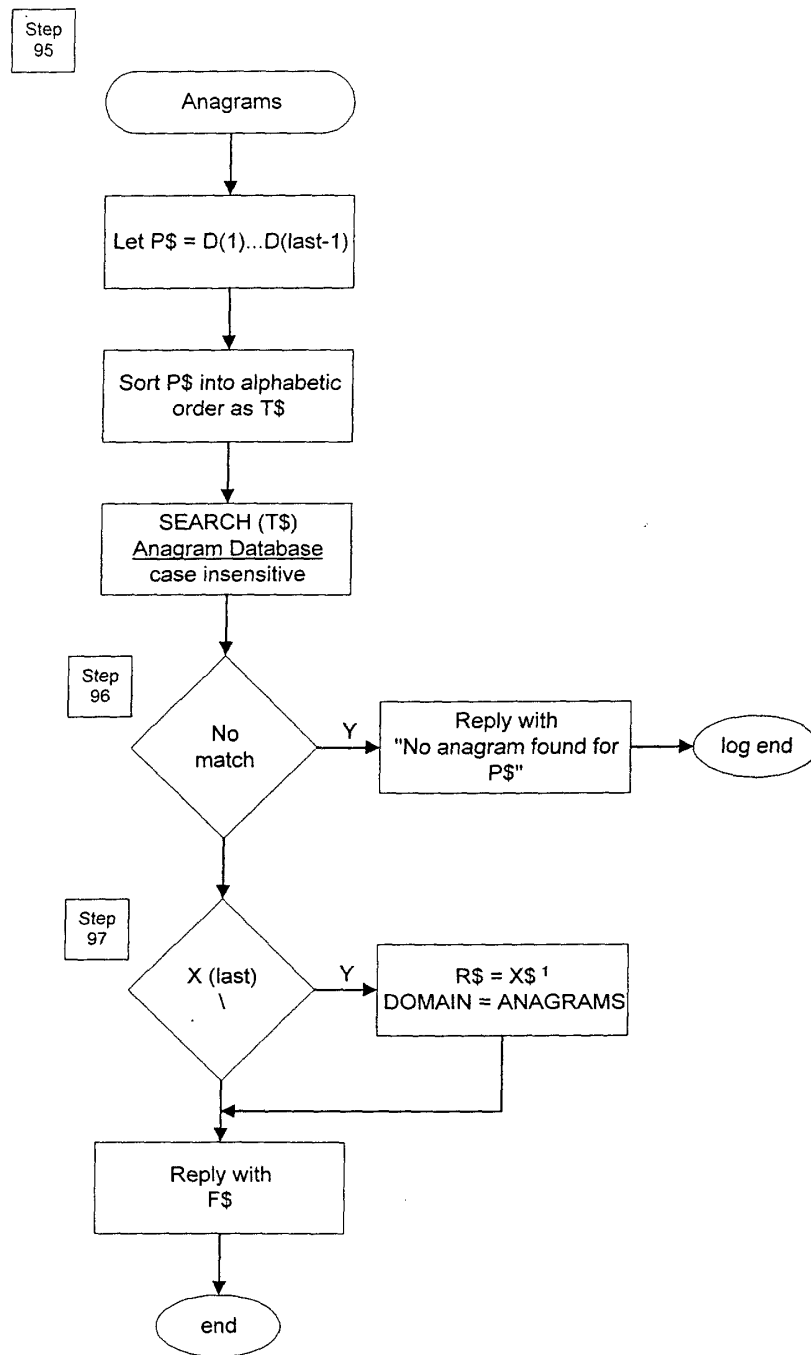 Step
95
Anagrams
Let P$ = D(1)...D(last-1)
Sort P$ into alphabetic
order as T$
SEARCH (T$)
Anagram Database
case insensitive
Step
96
No
match
Y
Reply with
"No anagram found for
P$"
log end
Step
97
X (last)
\
Y
R$ = X$ ¹
DOMAIN = ANAGRAMS
Reply with
F$
end